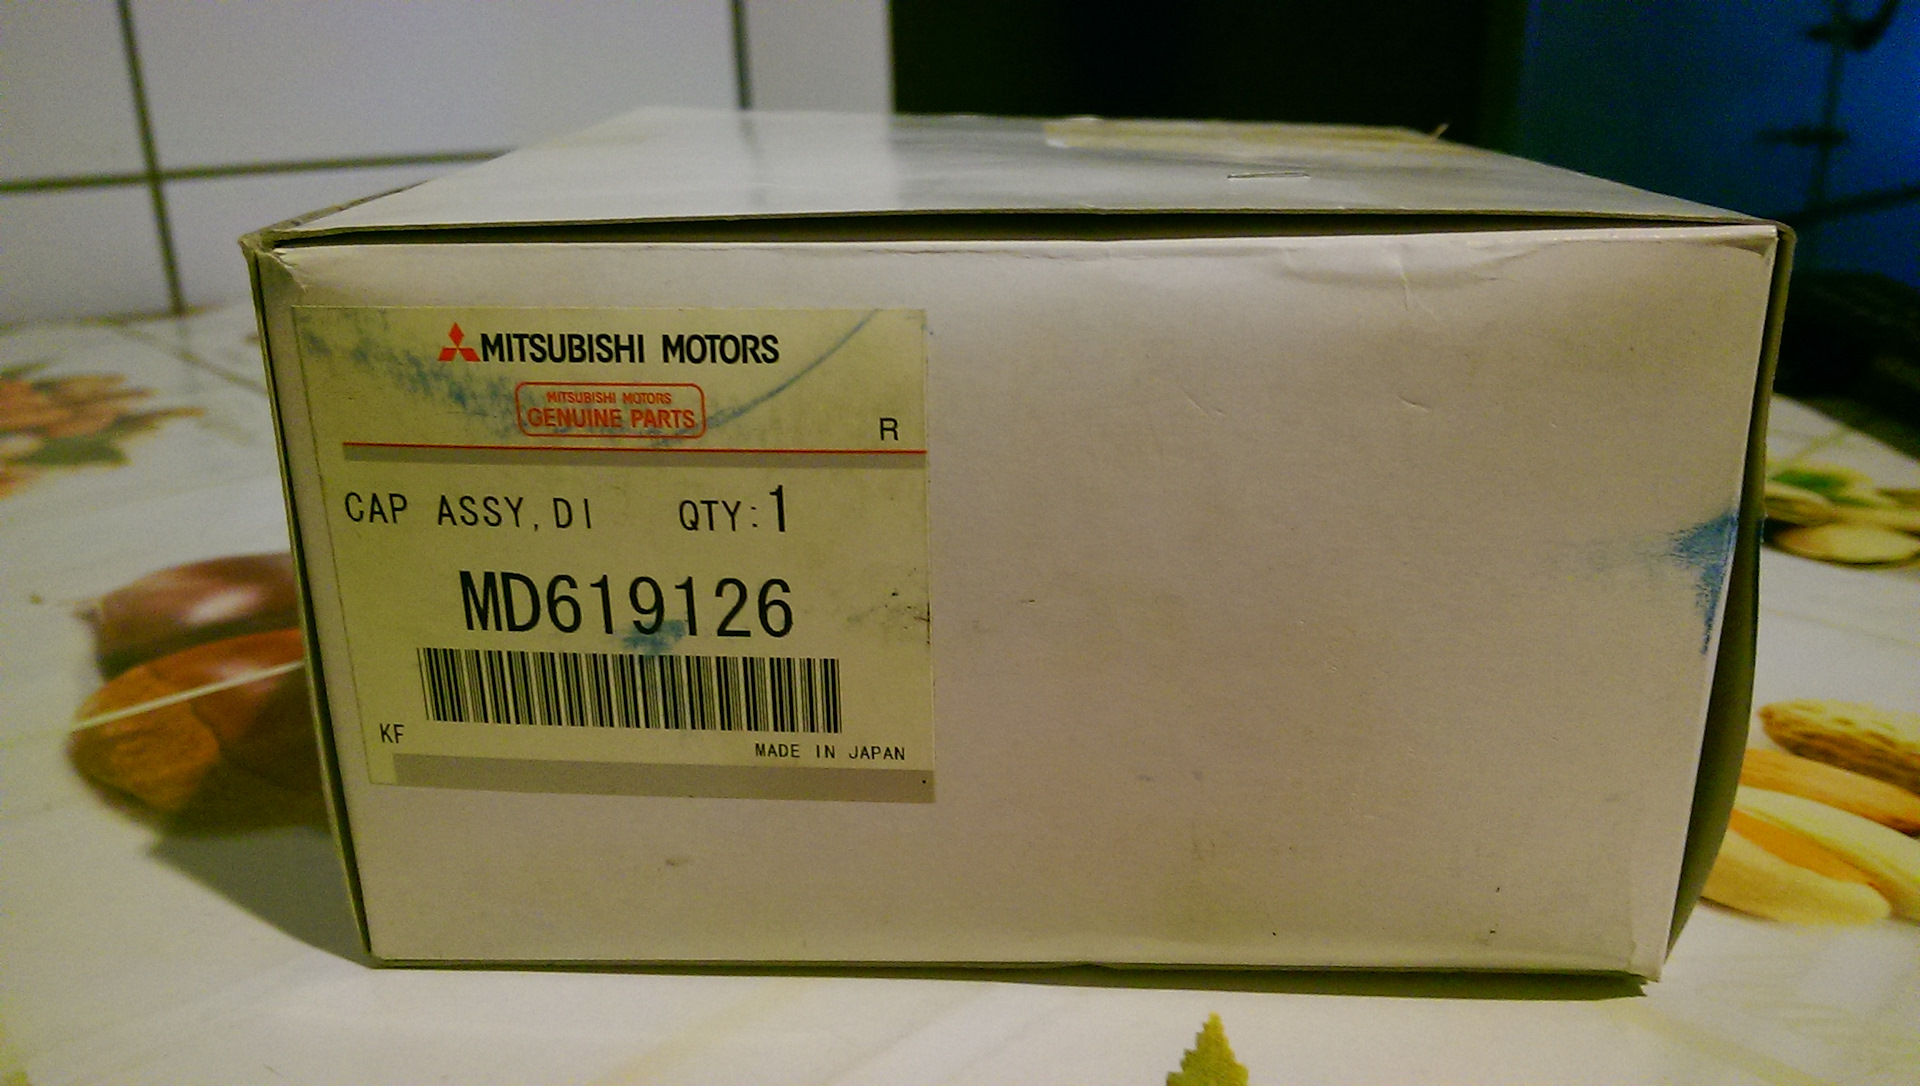 MITSUBISHI MOTORS
MITSUBISHI MOTORS
GENUINE PARTS
R
CAP ASSY,DI QTY:1
MD619126
KF
MADE IN JAPAN